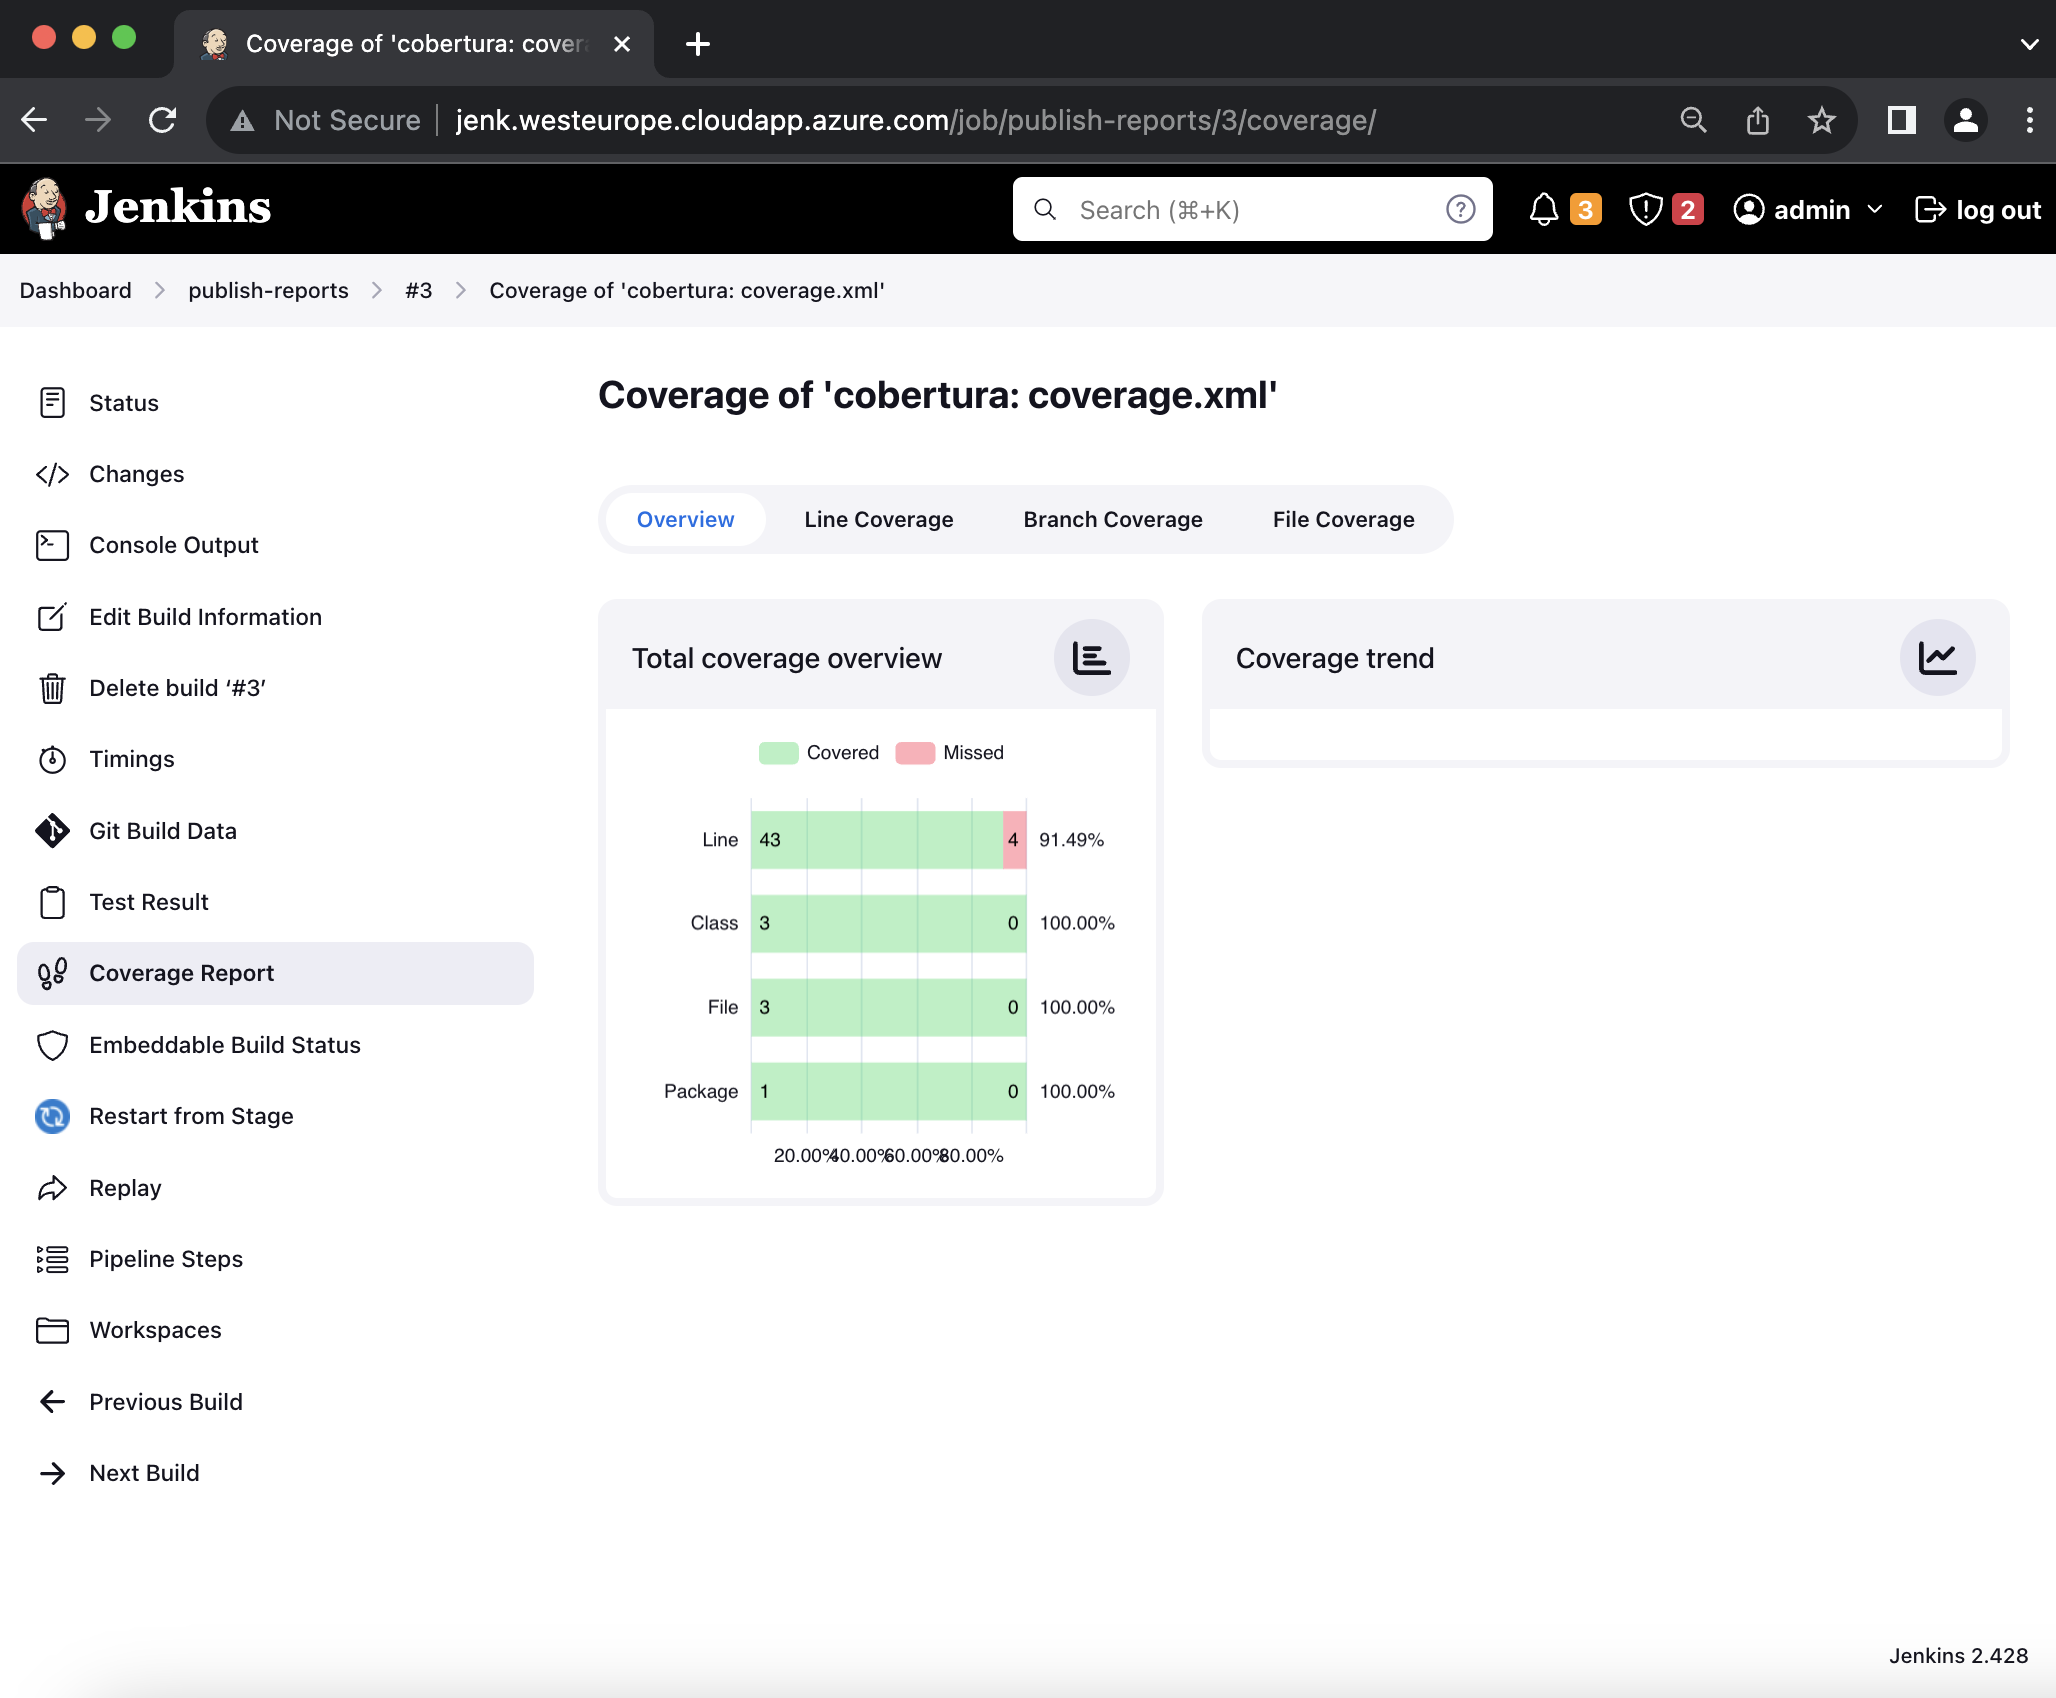 Coverage of 'cobertura: cover
Not Secure
jenk.westeurope.cloudapp.azure.com/job/publish-reports/3/coverage/
Jenkins
Search (⌘+K)
?
3
2
admin
log out
Dashboard
publish-reports
#3
Coverage of 'cobertura: coverage.xml'
Status
Changes
Console Output
Edit Build Information
Delete build ‘#3’
Timings
Git Build Data
Test Result
Coverage Report
Embeddable Build Status
Restart from Stage
Replay
Pipeline Steps
Workspaces
Previous Build
Next Build
Coverage of 'cobertura: coverage.xml'
Overview
Line Coverage
Branch Coverage
File Coverage
Total coverage overview
Covered
Missed
Line 43 4 91.49%
Class 3 0 100.00%
File 3 0 100.00%
Package 1 0 100.00%
20.00% 40.00% 60.00% 80.00%
Coverage trend
Jenkins 2.428